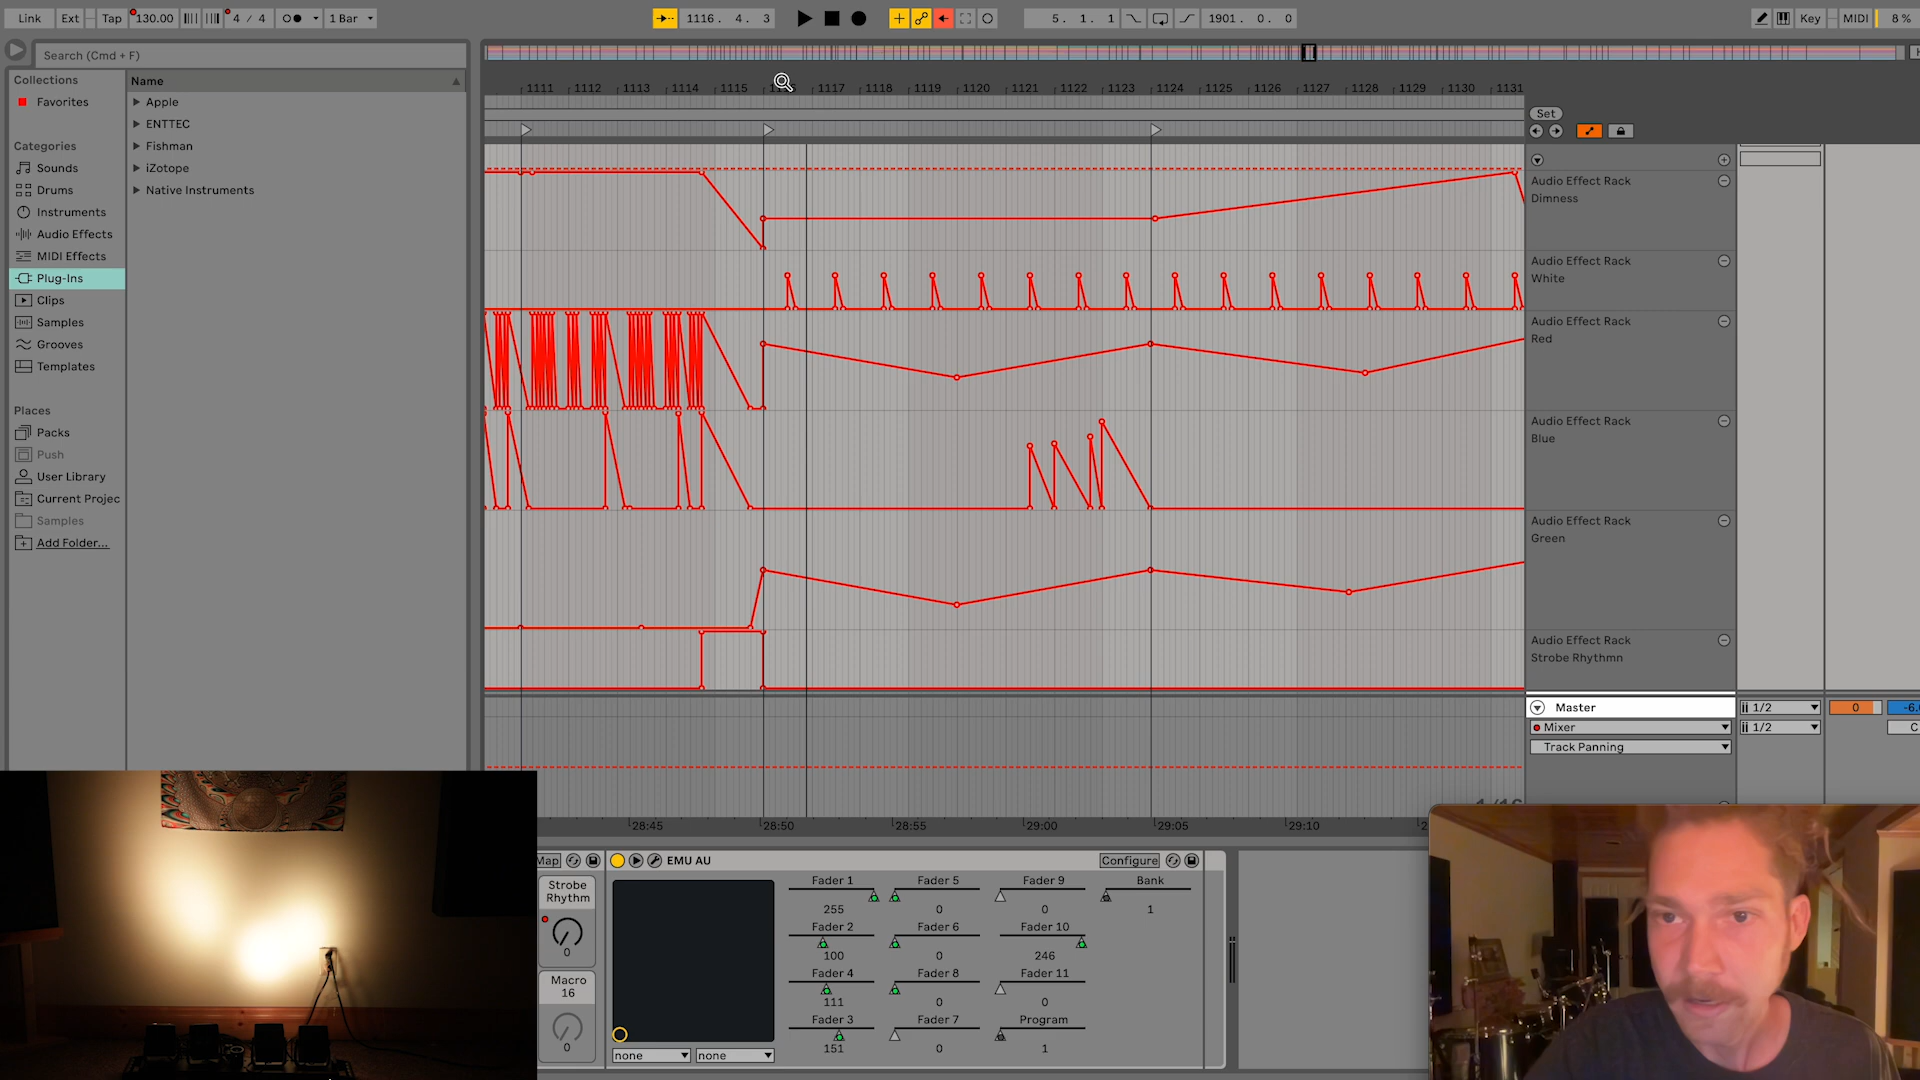 Link Ext Tap 130.00 4 / 4 1 Bar 1116. 4. 3 5. 1. 1 1901. 0. 0 Key MIDI 8 %
Search (Cmd + F)
Collections
Favorites
Categories
Sounds
Drums
Instruments
Audio Effects
MIDI Effects
Plug-Ins
Clips
Samples
Grooves
Templates
Places
Packs
Push
User Library
Current Projec
Samples
Add Folder...
Name
Apple
ENTTEC
Fishman
iZotope
Native Instruments
1111 1112 1113 1114 1115 1117 1118 1119 1120 1121 1122 1123 1124 1125 1126 1127 1128 1129 1130 1131
Set
Audio Effect Rack
Dimness
Audio Effect Rack
White
Audio Effect Rack
Red
Audio Effect Rack
Blue
Audio Effect Rack
Green
Audio Effect Rack
Strobe Rhythmn
Master 1/2 0 -6.
Mixer 1/2 C
Track Panning
28:45 28:50 28:55 29:00 29:05 29:10
Map EMU AU Configure
Strobe
Rhythm
0
Macro
16
0
none none
Fader 1 Fader 5 Fader 9 Bank
255 0 0 1
Fader 2 Fader 6 Fader 10
100 0 246
Fader 4 Fader 8 Fader 11
111 0 0
Fader 3 Fader 7 Program
151 0 1